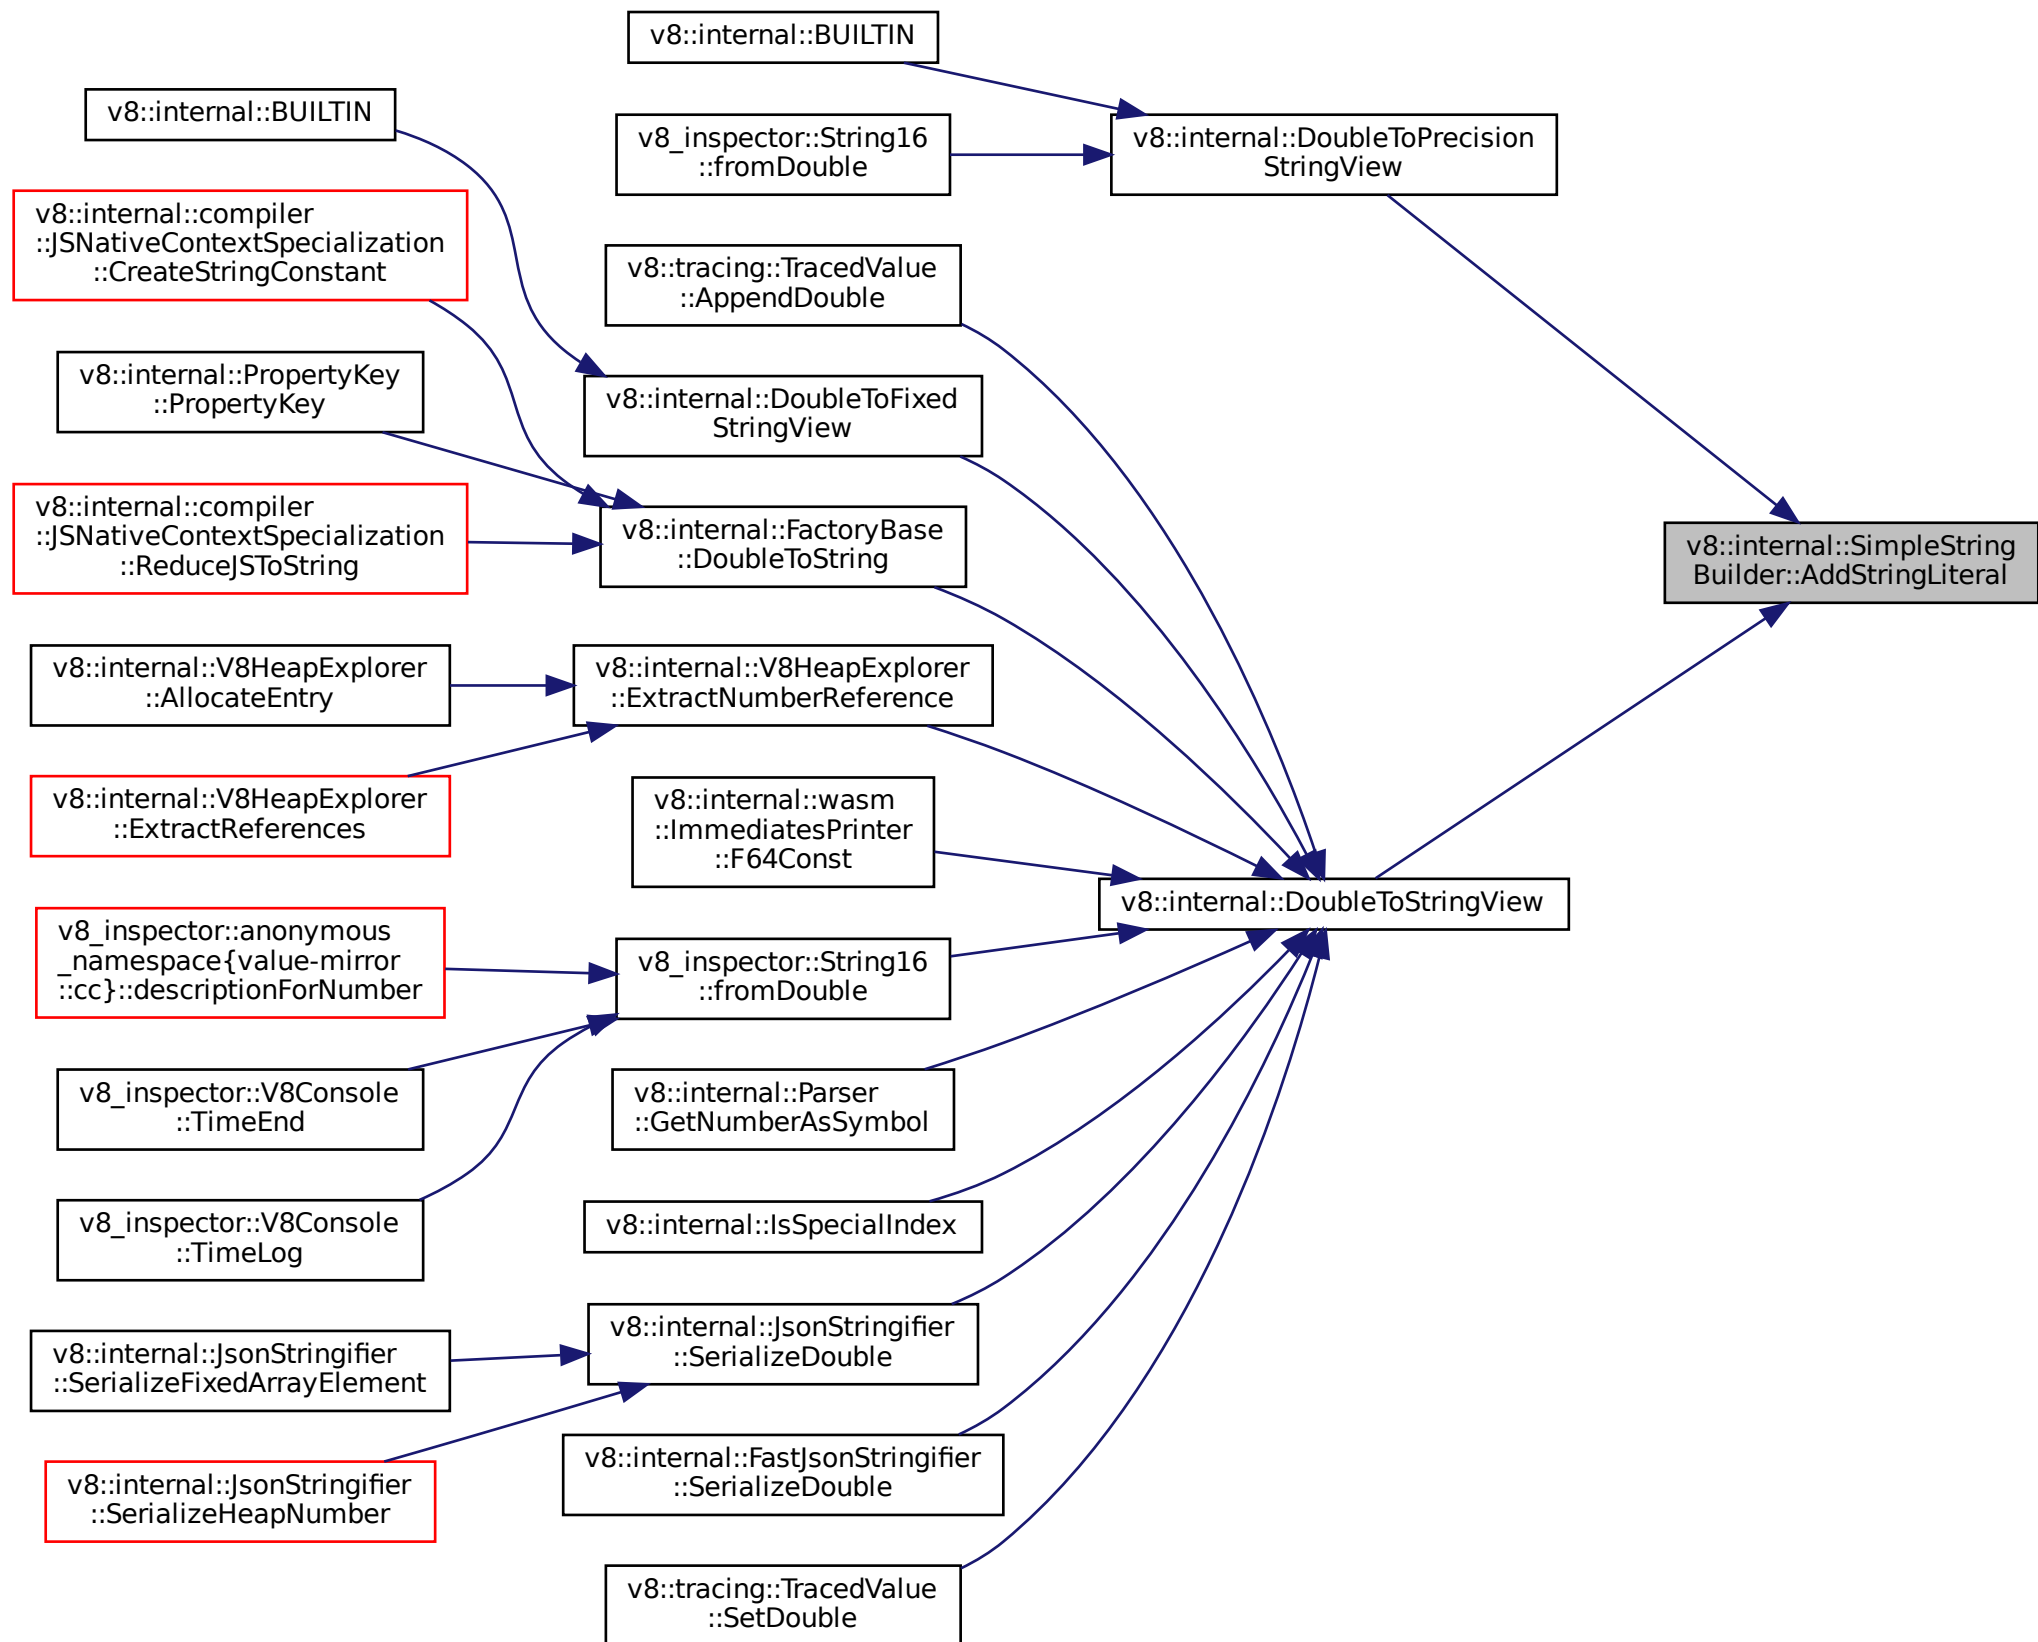 v8::internal::BUILTIN
v8::internal::BUILTIN
v8::internal::compiler
::JSNativeContextSpecialization
::CreateStringConstant
v8::internal::PropertyKey
::PropertyKey
v8::internal::compiler
::JSNativeContextSpecialization
::ReduceJSToString
v8::internal::V8HeapExplorer
::AllocateEntry
v8::internal::V8HeapExplorer
::ExtractReferences
v8_inspector::anonymous
_namespace{value-mirror
::cc}::descriptionForNumber
v8_inspector::V8Console
::TimeEnd
v8_inspector::V8Console
::TimeLog
v8::internal::JsonStringifier
::SerializeFixedArrayElement
v8::internal::JsonStringifier
::SerializeHeapNumber
v8_inspector::String16
::fromDouble
v8::tracing::TracedValue
::AppendDouble
v8::internal::DoubleToFixed
StringView
v8::internal::FactoryBase
::DoubleToString
v8::internal::V8HeapExplorer
::ExtractNumberReference
v8::internal::wasm
::ImmediatesPrinter
::F64Const
v8_inspector::String16
::fromDouble
v8::internal::Parser
::GetNumberAsSymbol
v8::internal::IsSpecialIndex
v8::internal::JsonStringifier
::SerializeDouble
v8::internal::FastJsonStringifier
::SerializeDouble
v8::tracing::TracedValue
::SetDouble
v8::internal::DoubleToPrecision
StringView
v8::internal::DoubleToStringView
v8::internal::SimpleString
Builder::AddStringLiteral